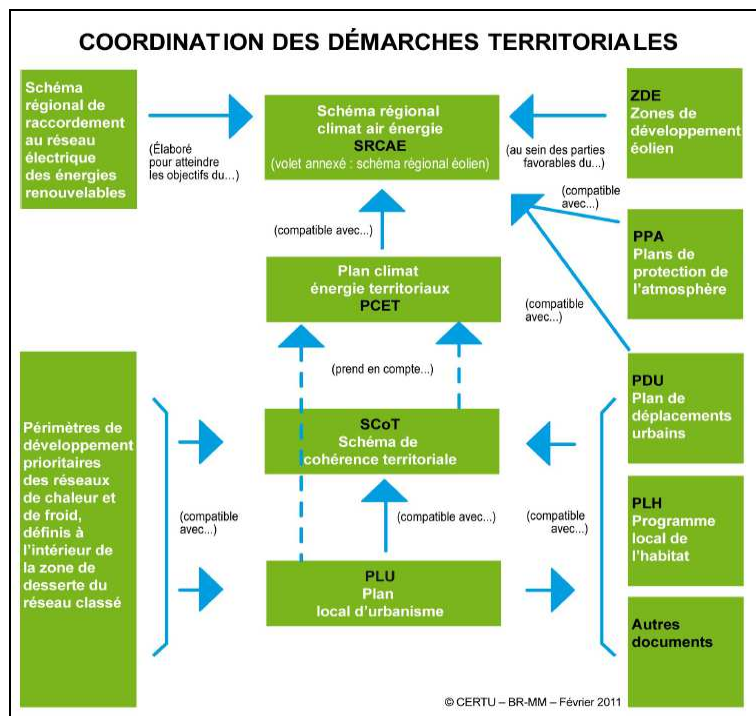 COORDINATION DES DÉMARCHES TERRITORIALES
Schéma
régional de
raccordement
au réseau
électrique
des énergies
renouvelables
(Élaboré
pour atteindre
les objectifs du...)
Schéma régional
climat air énergie
SRCAE
(volet annexé : schéma régional éolien)
(au sein des parties
favorables du...)
ZDE
Zones de
développement
éolien
(compatible
avec...)
PPA
Plans de
protection de
l'atmosphère
(compatible avec...)
Plan climat
énergie territoriaux
PCET
(compatible
avec...)
(prend en compte...)
PDU
Plan de
déplacements
urbains
Périmètres de
développement
prioritaires
des réseaux
de chaleur et
de froid,
définis à
l'intérieur de
la zone de
desserte du
réseau classé
SCoT
Schéma de
cohérence territoriale
(compatible
avec...)
(compatible avec...)
(compatible
avec...)
PLH
Programme
local de
l'habitat
PLU
Plan
local d'urbanisme
Autres
documents
© CERTU – BR-MM – Février 2011